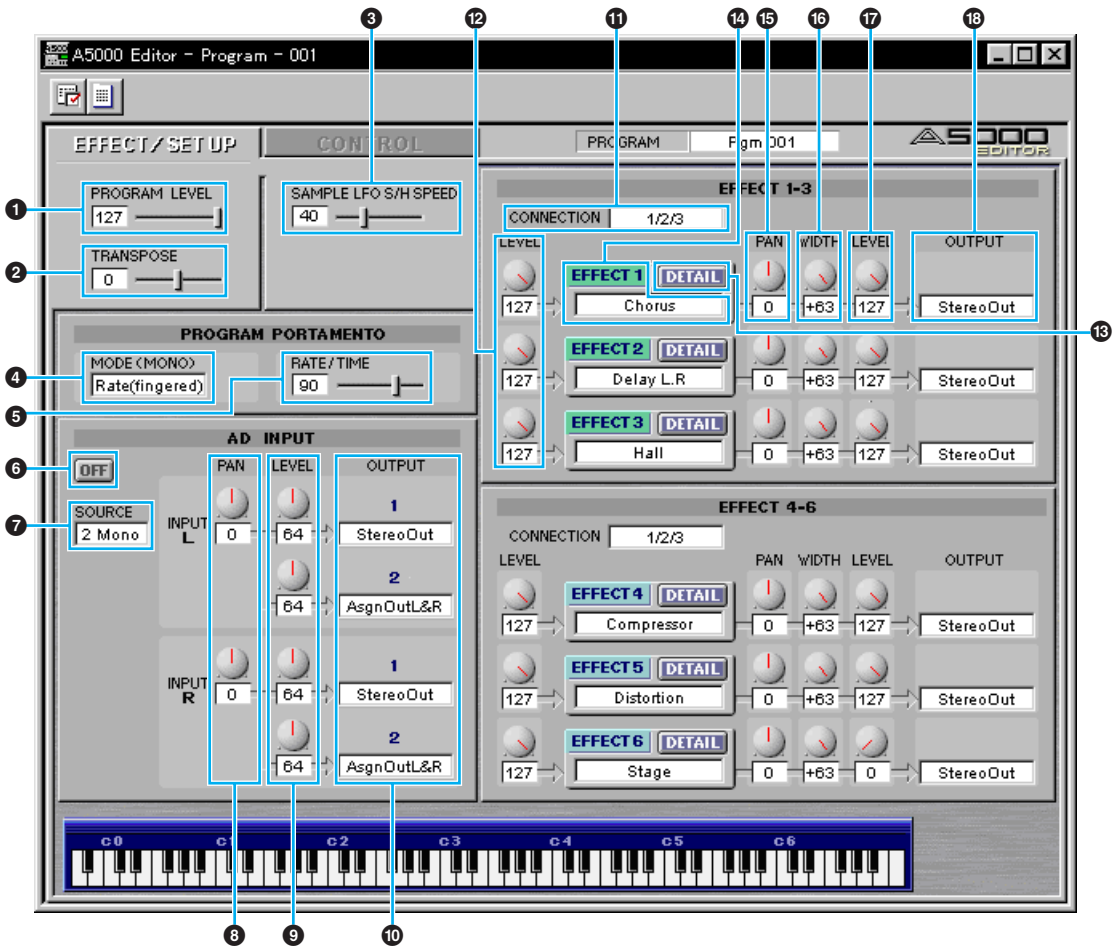 3 12 11 14 15 16 17 18
A5000 Editor - Program - 001
EFFECT/SETUP CONTROL PROGRAM Pgm 001 A5000 EDITOR
1 PROGRAM LEVEL
127
SAMPLE LFO S/H SPEED
40
2 TRANSPOSE
0
PROGRAM PORTAMENTO
4 MODE (MONO)
Rate(fingered)
5 RATE/TIME
90
AD INPUT
6 OFF
PAN LEVEL OUTPUT
7 SOURCE
2 Mono
INPUT L
0 64 1 StereoOut
64 2 AsgnOutL&R
INPUT R
0 64 1 StereoOut
64 2 AsgnOutL&R
EFFECT 1-3
CONNECTION 1/2/3
LEVEL PAN WIDTH LEVEL OUTPUT
EFFECT 1 DETAIL
127 Chorus 0 +63 127 StereoOut
13
EFFECT 2 DETAIL
127 Delay L.R 0 +63 127 StereoOut
EFFECT 3 DETAIL
127 Hall 0 +63 127 StereoOut
EFFECT 4-6
CONNECTION 1/2/3
LEVEL PAN WIDTH LEVEL OUTPUT
EFFECT 4 DETAIL
127 Compressor 0 +63 127 StereoOut
EFFECT 5 DETAIL
127 Distortion 0 +63 127 StereoOut
EFFECT 6 DETAIL
127 Stage 0 +63 0 StereoOut
C0 C1 C2 C3 C4 C5 C6
8 9 10